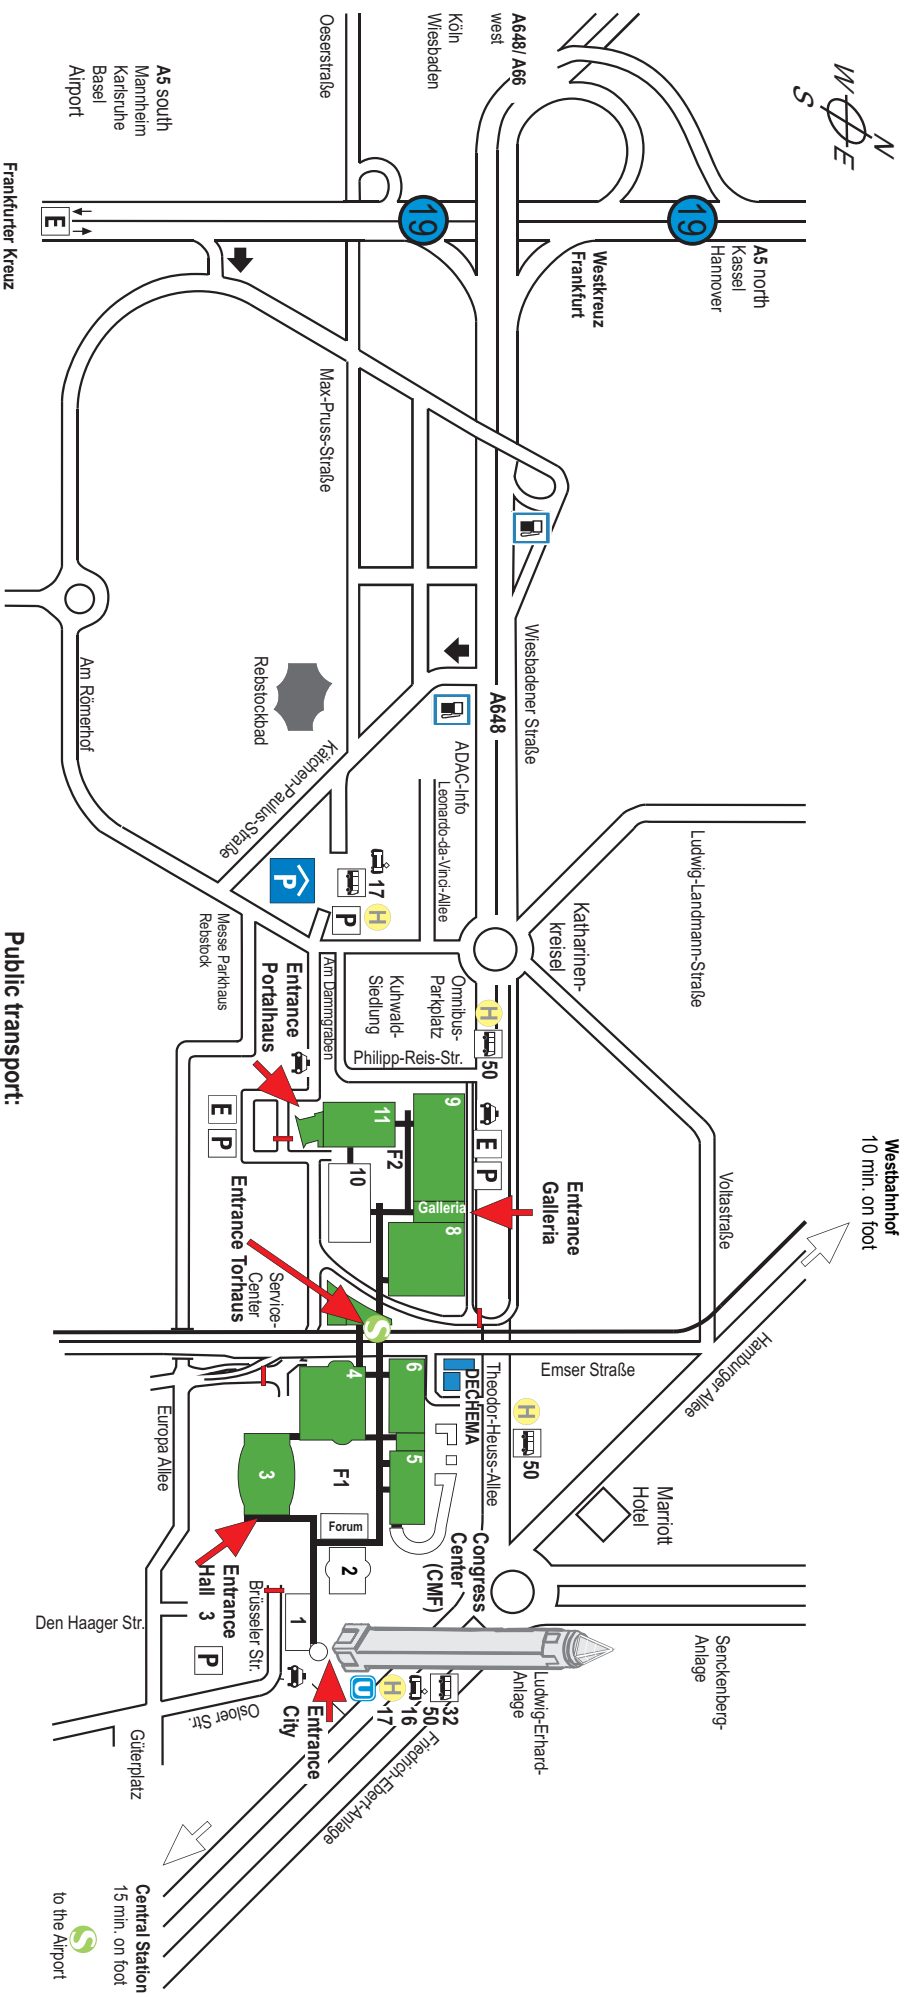 N
W
E
S
Westbahnhof
10 min. on foot
A5 north
Kassel
Hannover
19
Westkreuz
Frankfurt
A648/ A66
west
Köln
Wiesbaden
19
Oeserstraße
A5 south
Mannheim
Karlsruhe
Basel
Airport
E
Frankfurter Kreuz
Max-Pruss-Straße
Wiesbadener Straße
A648
ADAC-Info
Leonardo-da-Vinci-Allee
Rebstockbad
Kätchen-Paulus-Straße
Am Römerhof
Ludwig-Landmann-Straße
Katharinen-
kreisel
P
17
H
P
Messe Parkhaus
Rebstock
Omnibus-
Parkplatz
Kuhwald-
Siedlung
Philipp-Reis-Str.
H
50
Am Dammgraben
Entrance
Portalhaus
E
P
E
P
Voltastraße
Entrance
Galleria
9
11
F2
10
Galleria
8
Entrance Torhaus
Service-
Center
S
Hamburger Allee
Emser Straße
Theodor-Heuss-Allee
DECHEMA
H
50
6
4
5
3
F1
Forum
2
1
Europa Allee
Marriott
Hotel
Congress
Center
(CMF)
Entrance
Hall 3
P
Brüsseler Str.
Den Haager Str.
Osloer Str.
Güterplatz
Senckenberg-
Anlage
Ludwig-Erhard-
Anlage
32
50
16
17
H
U
Entrance
City
Friedrich-Ebert-Anlage
Central Station
15 min. on foot
S
to the Airport
Public transport: